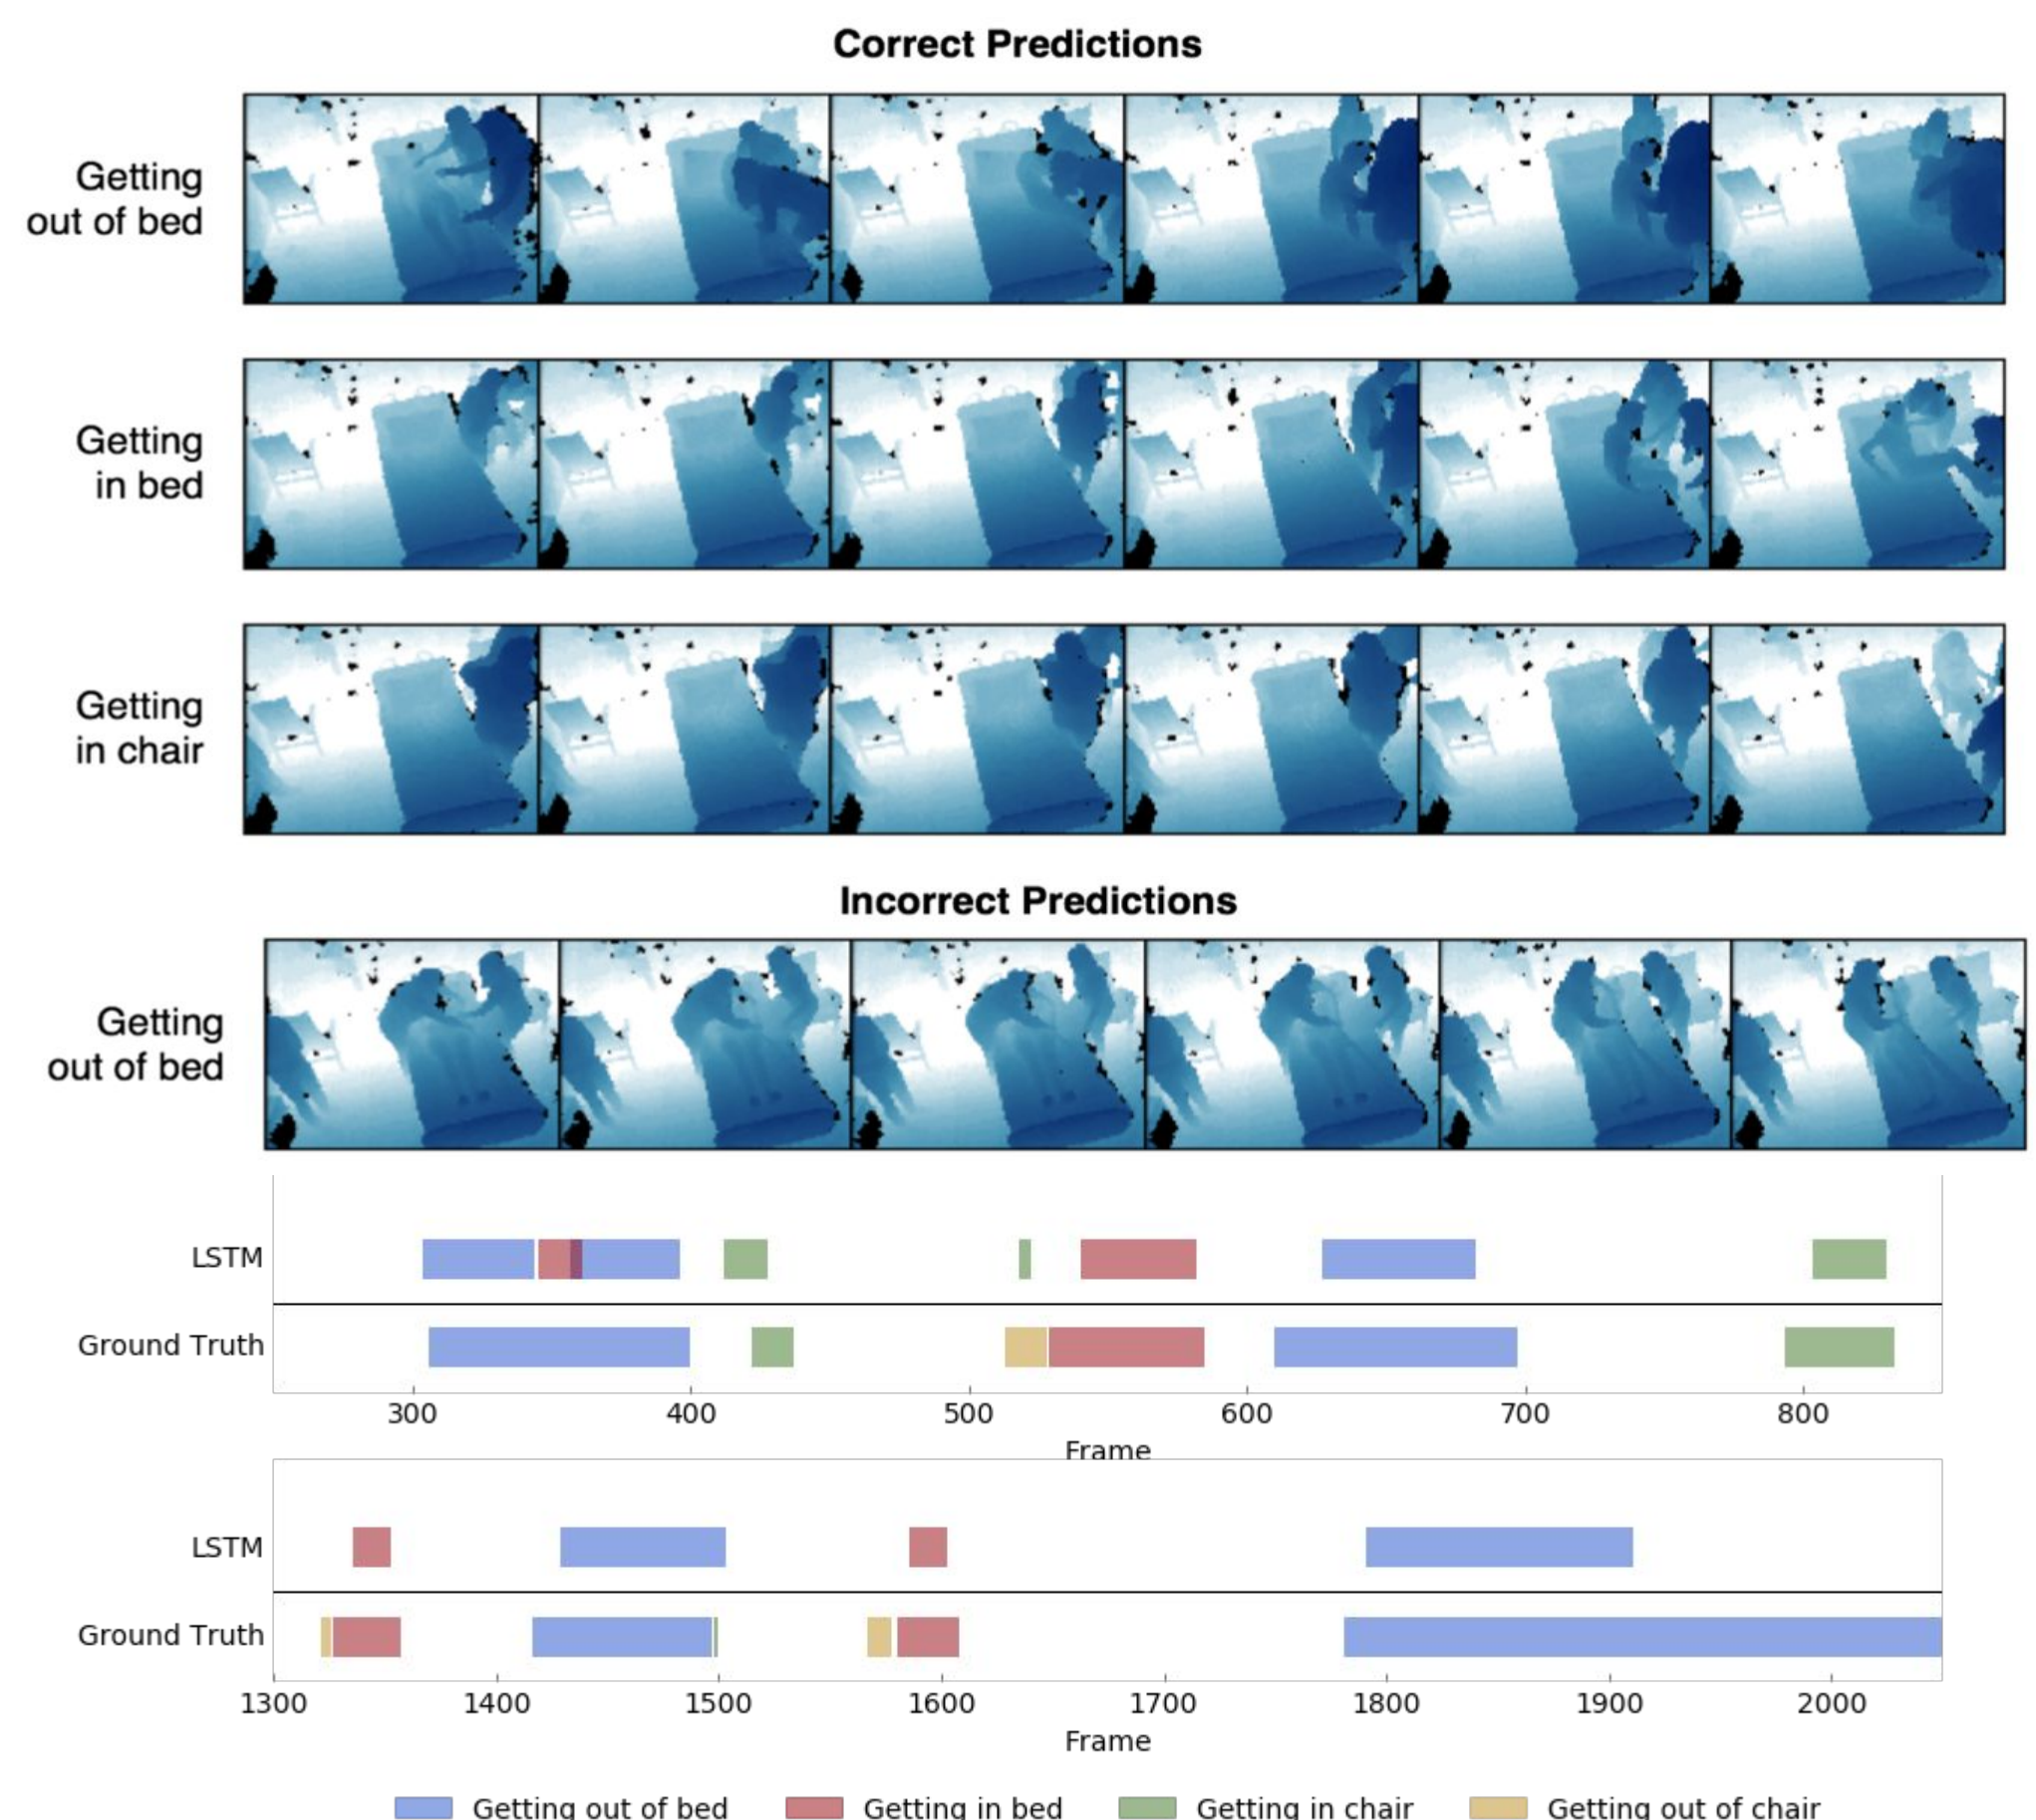 Correct Predictions
Getting
out of bed
Getting
in bed
Getting
in chair
Incorrect Predictions
Getting
out of bed
LSTM
Ground Truth
300 400 500 600 700 800
Frame
LSTM
Ground Truth
1300 1400 1500 1600 1700 1800 1900 2000
Frame
Getting out of bed Getting in bed Getting in chair Getting out of chair